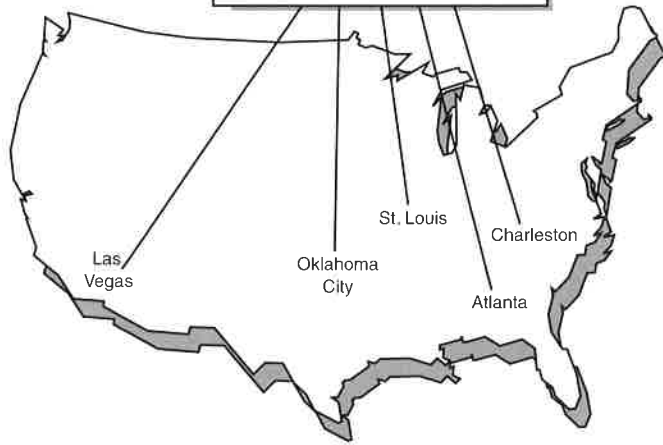 St. Louis
Charleston
Las
Vegas
Oklahoma
City
Atlanta